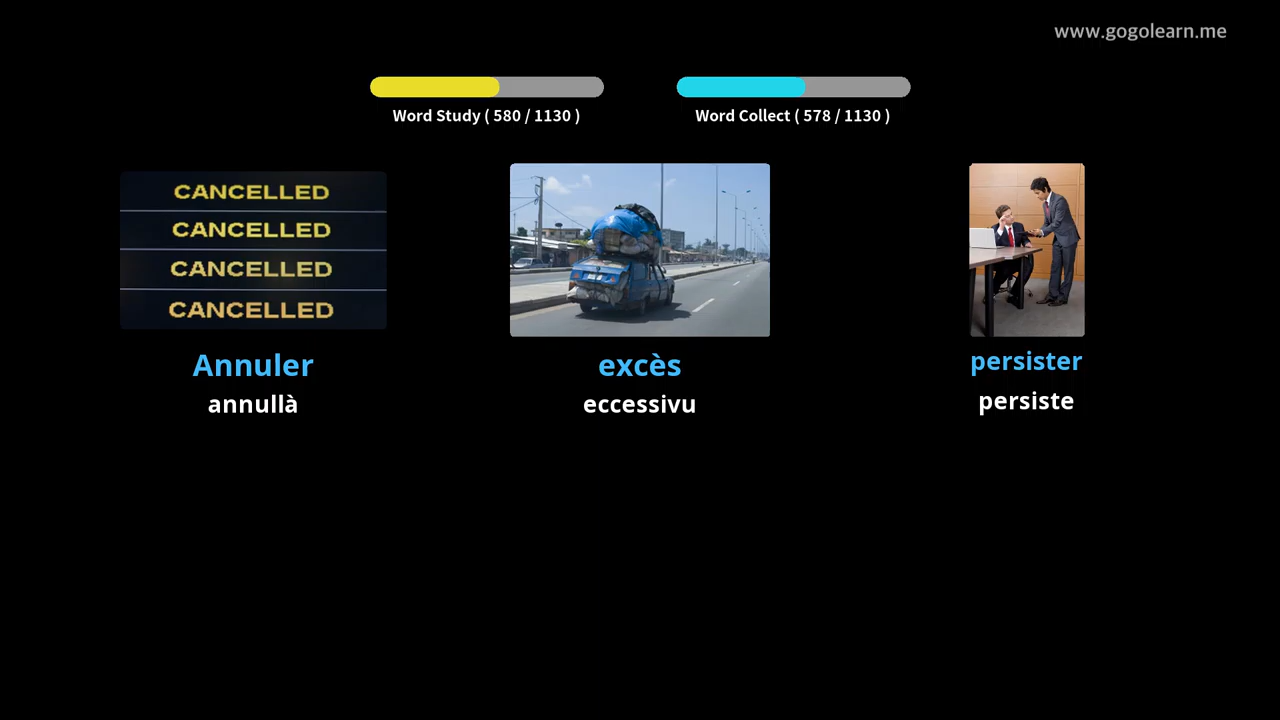 www.gogolearn.me
Word Study ( 580 / 1130 )
Word Collect ( 578 / 1130 )
CANCELLED
CANCELLED
CANCELLED
CANCELLED
Annuler
annullà
excès
eccessivu
persister
persiste